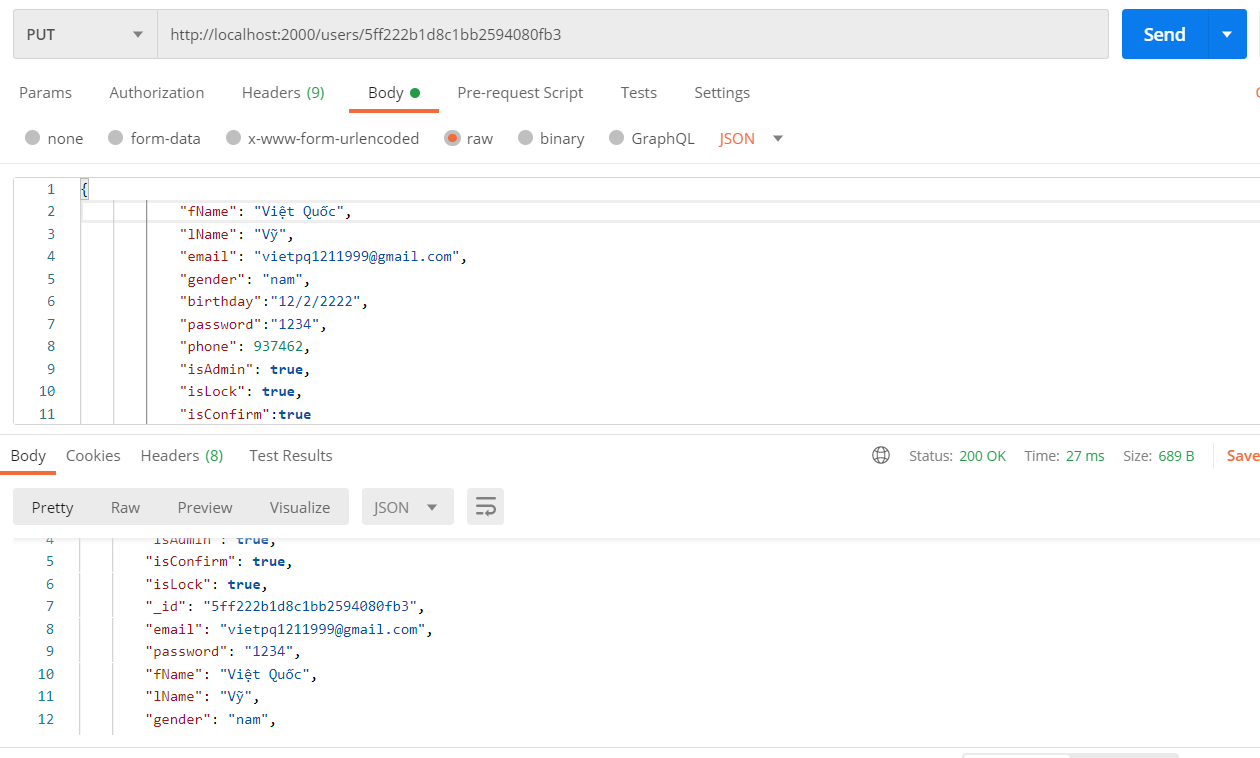 PUT http://localhost:2000/users/5ff222b1d8c1bb2594080fb3 Send
Params Authorization Headers (9) Body Pre-request Script Tests Settings
none form-data x-www-form-urlencoded raw binary GraphQL JSON
1 {
2 "fName": "Việt Quốc",
3 "lName": "Vỹ",
4 "email": "vietpq1211999@gmail.com",
5 "gender": "nam",
6 "birthday":"12/2/2222",
7 "password":"1234",
8 "phone": 937462,
9 "isAdmin": true,
10 "isLock": true,
11 "isConfirm":true
Body Cookies Headers (8) Test Results Status: 200 OK Time: 27 ms Size: 689 B Save
Pretty Raw Preview Visualize JSON
4 "isAdmin": true,
5 "isConfirm": true,
6 "isLock": true,
7 "_id": "5ff222b1d8c1bb2594080fb3",
8 "email": "vietpq1211999@gmail.com",
9 "password": "1234",
10 "fName": "Việt Quốc",
11 "lName": "Vỹ",
12 "gender": "nam",